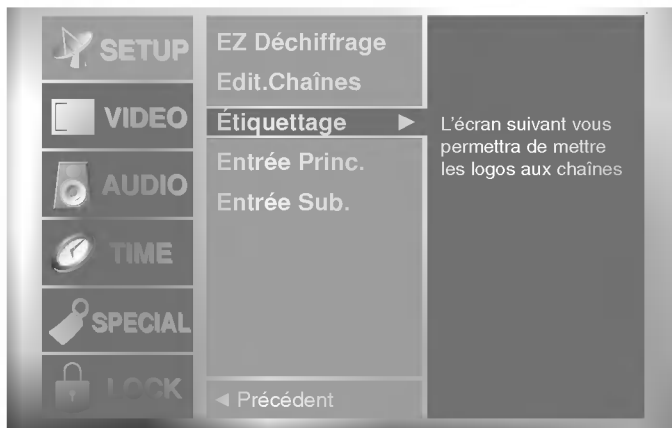 SETUP
VIDEO
AUDIO
TIME
SPECIAL
LOCK
EZ Déchiffrage
Edit.Chaînes
Étiquettage ▶
Entrée Princ.
Entrée Sub.
◀ Précédent
L'écran suivant vous
permettra de mettre
les logos aux chaînes